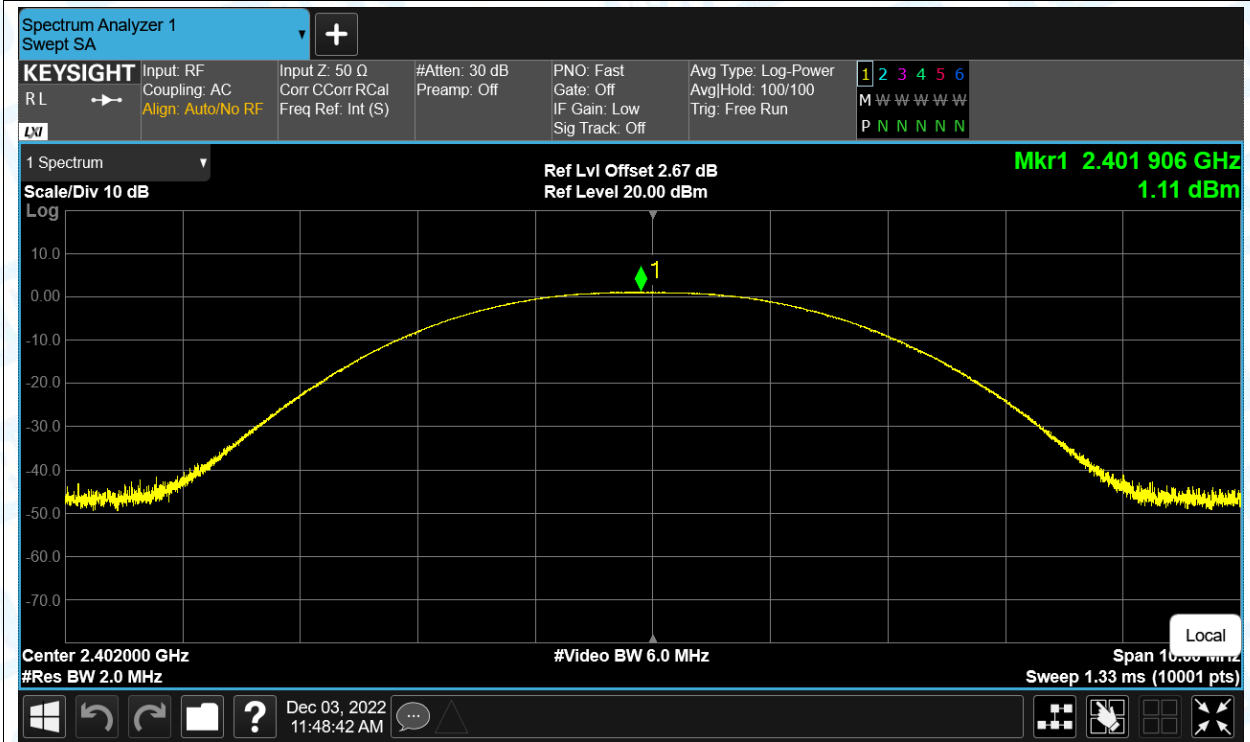 Spectrum Analyzer 1
Swept SA
+
KEYSIGHT
R L
LXI
Input: RF
Coupling: AC
Align: Auto/No RF
Input Z: 50 Ω
Corr CCorr RCal
Freq Ref: Int (S)
#Atten: 30 dB
Preamp: Off
PNO: Fast
Gate: Off
IF Gain: Low
Sig Track: Off
Avg Type: Log-Power
Avg|Hold: 100/100
Trig: Free Run
1 2 3 4 5 6
M W W W W W
P N N N N N N
1 Spectrum
Scale/Div 10 dB
Ref Lvl Offset 2.67 dB
Ref Level 20.00 dBm
Mkr1 2.401 906 GHz
1.11 dBm
Log
10.0
0.00
-10.0
-20.0
-30.0
-40.0
-50.0
-60.0
-70.0
1
Local
Center 2.402000 GHz
#Video BW 6.0 MHz
Span 10.00 MHz
#Res BW 2.0 MHz
Sweep 1.33 ms (10001 pts)
?
Dec 03, 2022
11:48:42 AM